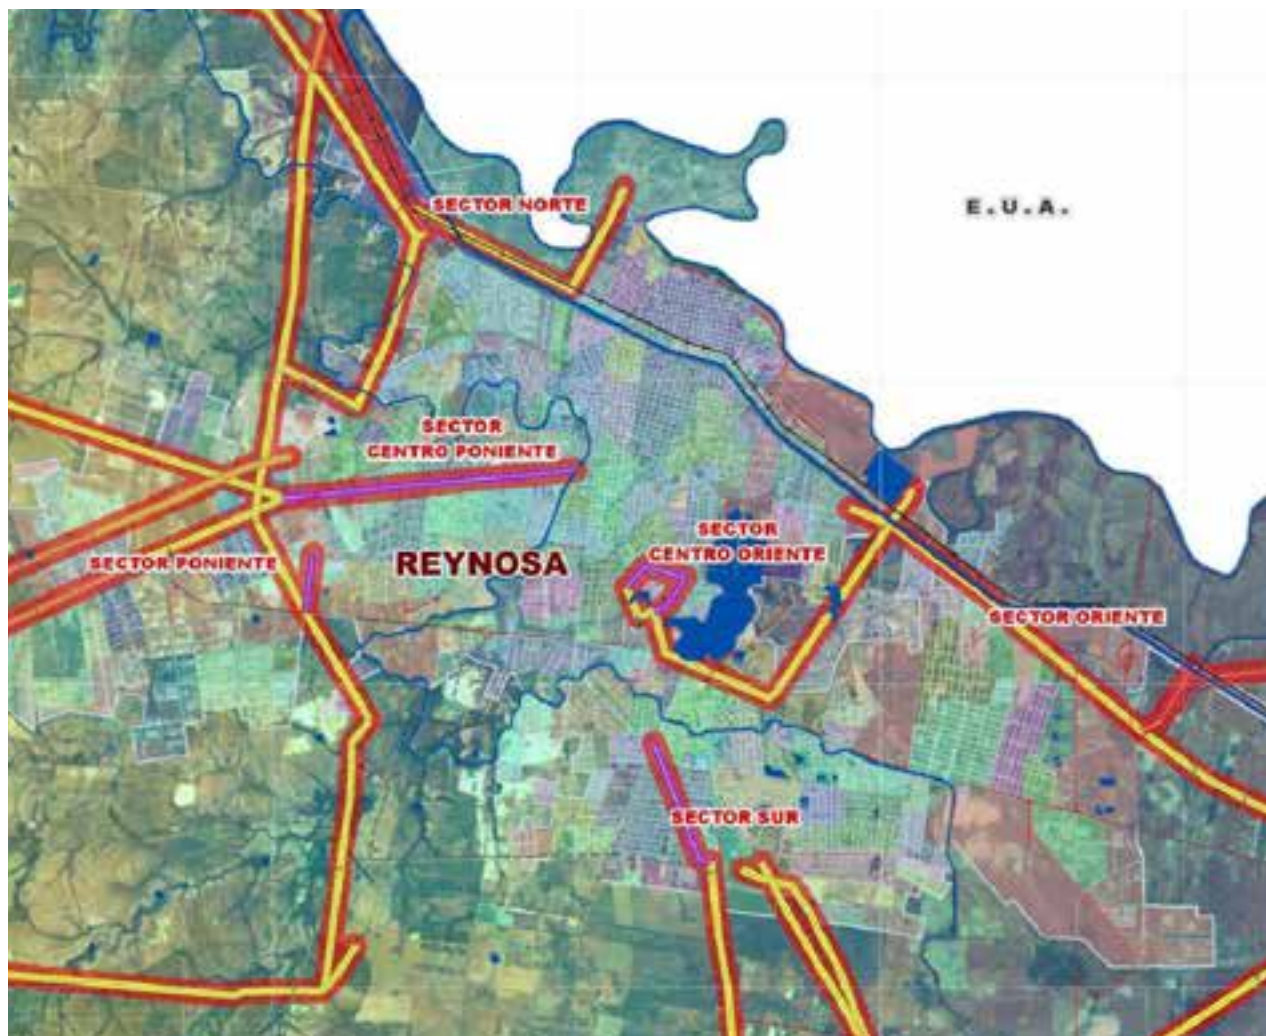 SECTOR NORTE
E.U.A.
SECTOR
CENTRO PONIENTE
SECTOR
CENTRO ORIENTE
SECTOR PONIENTE
REYNOSA
SECTOR ORIENTE
SECTOR SUR